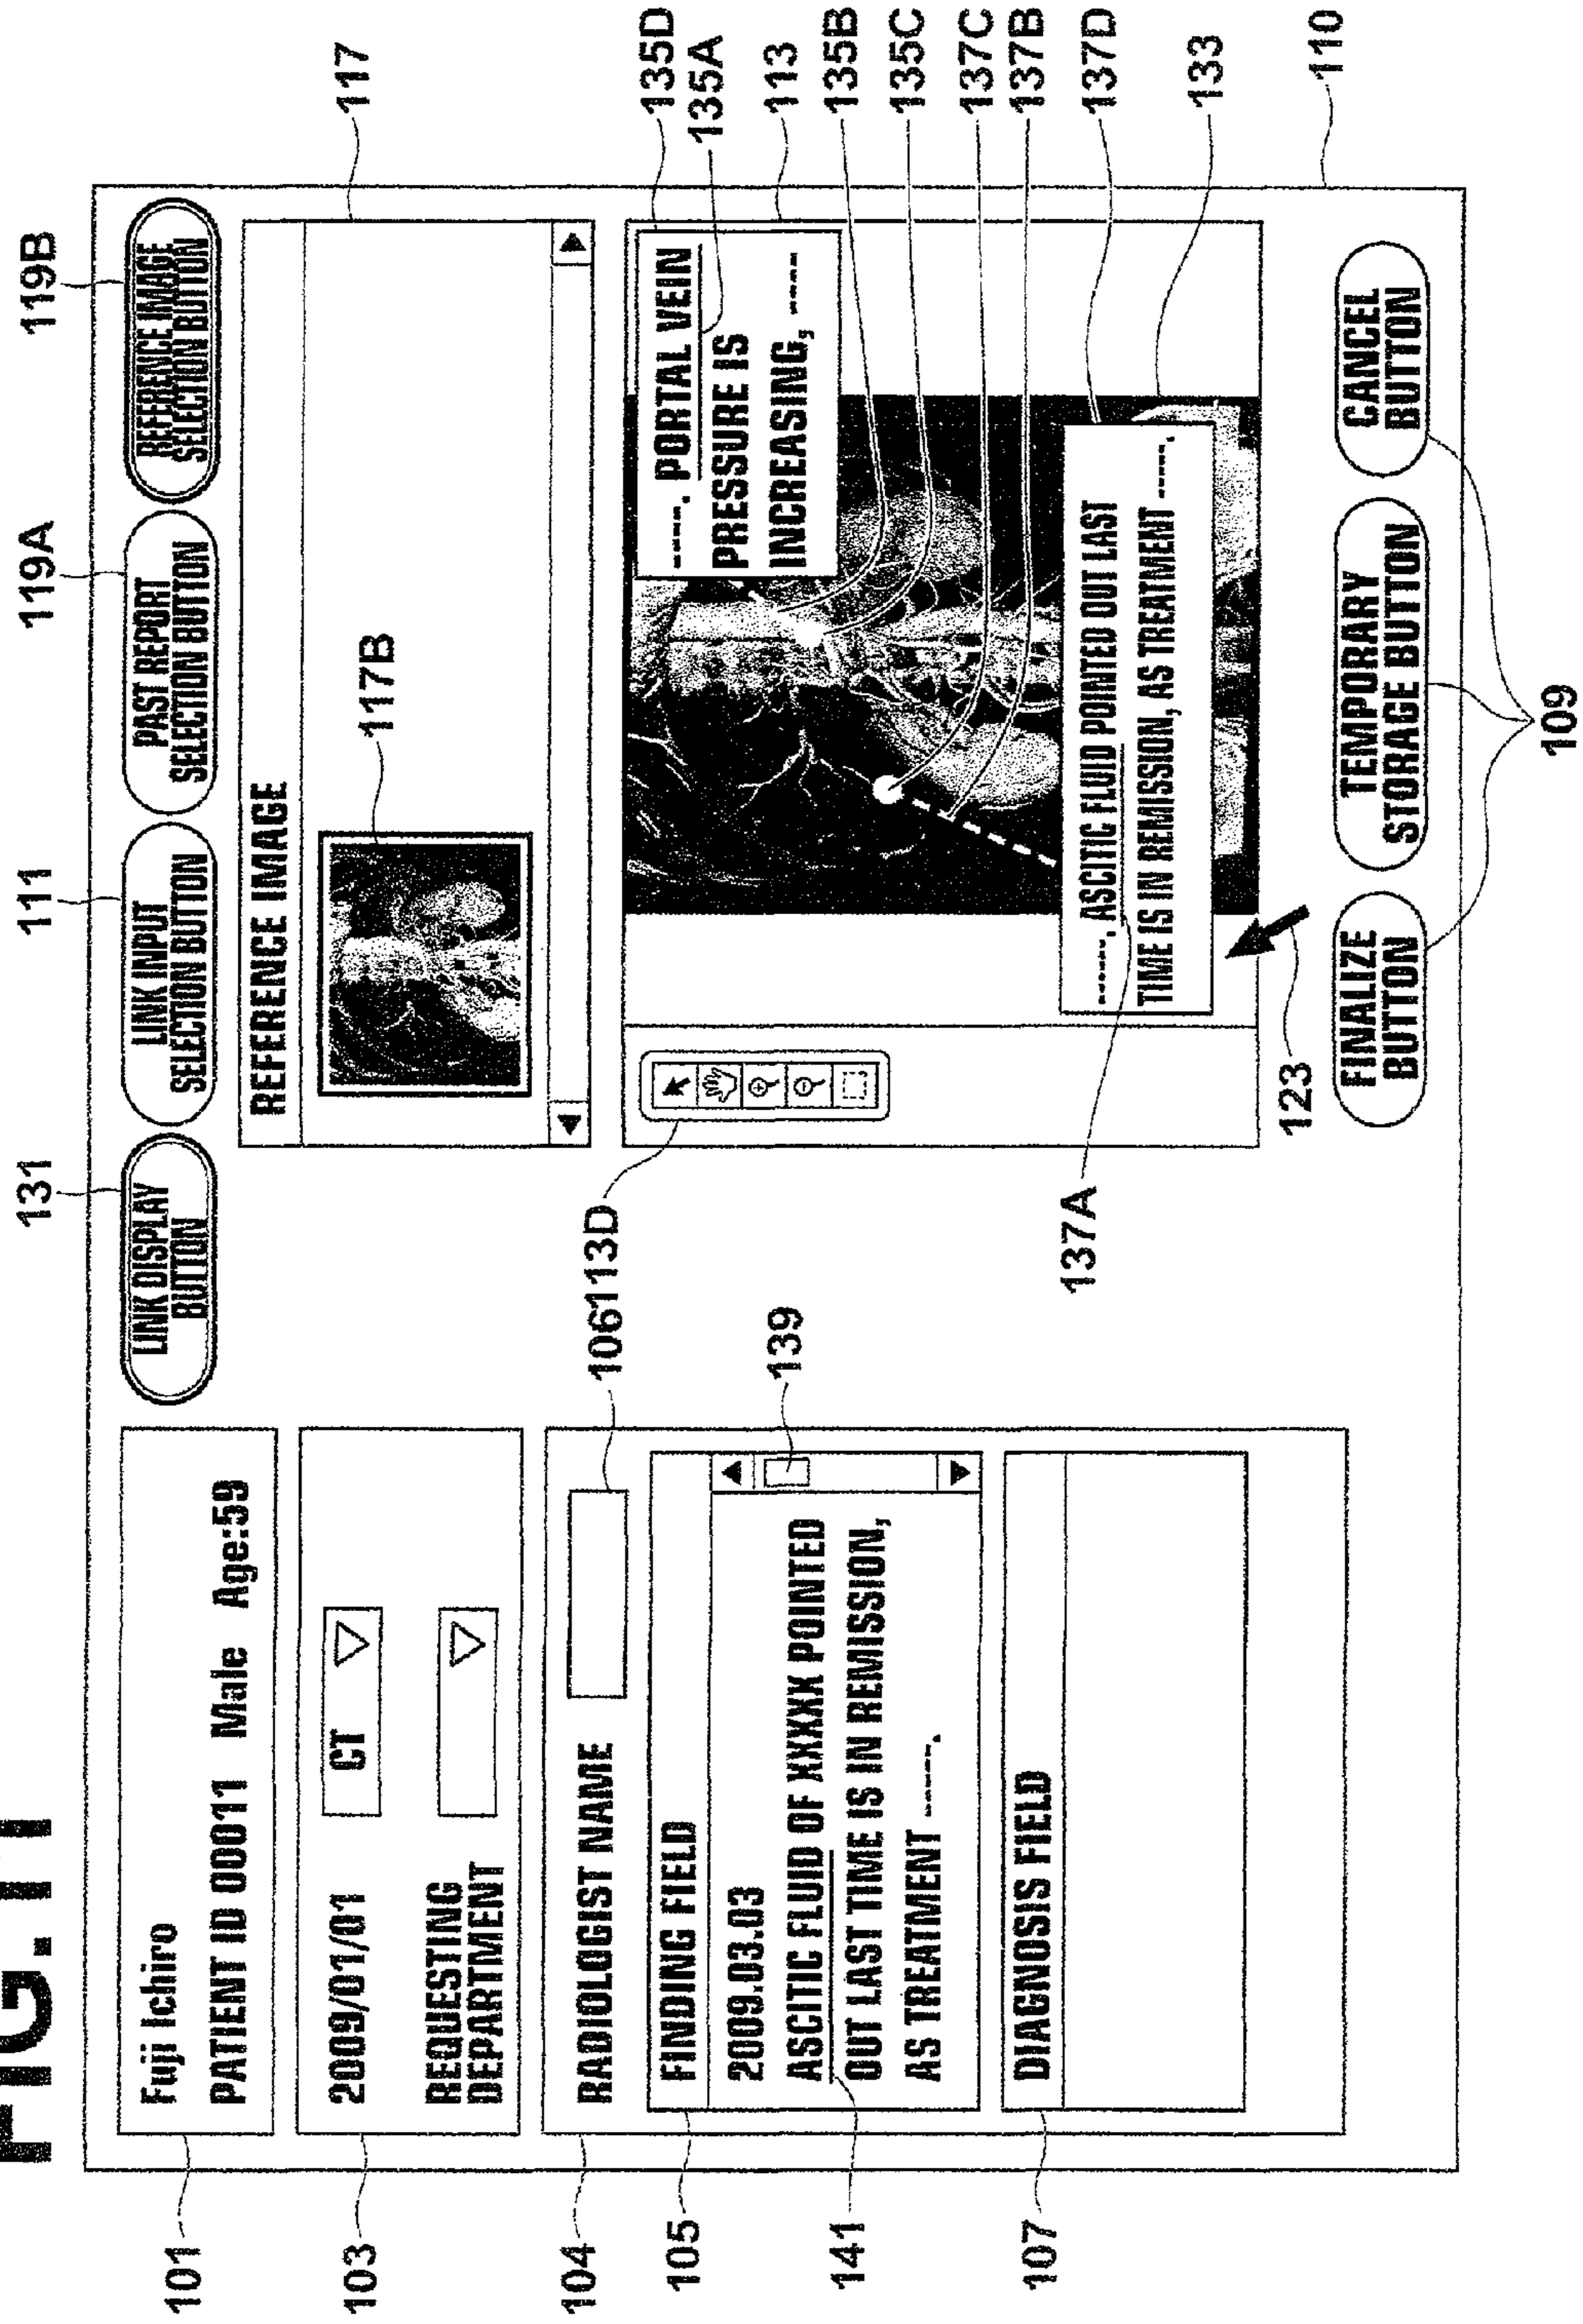 FIG. 11
131
111
119A
119B
LINK DISPLAY
BUTTON
LINK INPUT
SELECTION BUTTON
PAST REPORT
SELECTION BUTTON
REFERENCE IMAGE
SELECTION BUTTON
101
Fuji Ichiro
PATIENT ID 00011 Male Age:59
103
2009/01/01
CT
REQUESTING
DEPARTMENT
104
RADIOLOGIST NAME
106
105
FINDING FIELD
2009.03.03
ASCITIC FLUID OF XXXXX POINTED
OUT LAST TIME IS IN REMISSION,
AS TREATMENT -----.
139
141
107
DIAGNOSIS FIELD
REFERENCE IMAGE
117B
117
113D
135D
----. PORTAL VEIN
PRESSURE IS
INCREASING, ----
135A
113
135B
135C
137C
137B
137D
-----, ASCITIC FLUID POINTED OUT LAST
TIME IS IN REMISSION, AS TREATMENT -----.
137A
133
123
110
FINALIZE
BUTTON
TEMPORARY
STORAGE BUTTON
CANCEL
BUTTON
109